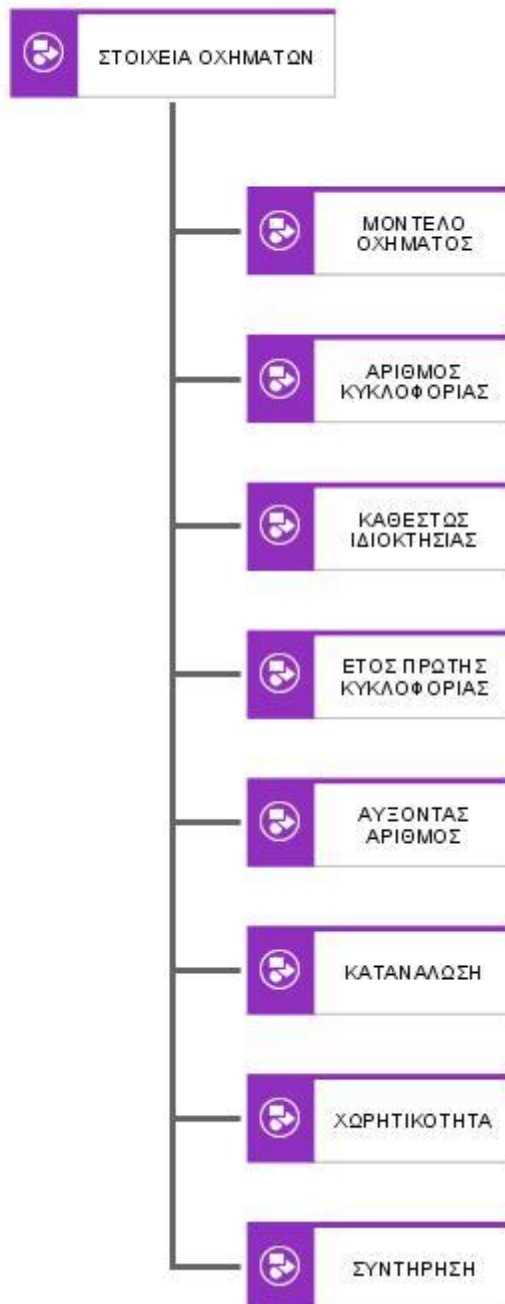 ΣΤΟΙΧΕΙΑ ΟΧΗΜΑΤΩΝ
ΜΟΝΤΕΛΟ
ΟΧΗΜΑΤΟΣ
ΑΡΙΘΜΟΣ
ΚΥΚΛΟΦΟΡΙΑΣ
ΚΑΘΕΣΤΩΣ
ΙΔΙΟΚΤΗΣΙΑΣ
ΕΤΟΣ ΠΡΩΤΗΣ
ΚΥΚΛΟΦΟΡΙΑΣ
ΑΥΞΟΝΤΑΣ
ΑΡΙΘΜΟΣ
ΚΑΤΑΝΑΛΩΣΗ
ΧΩΡΗΤΙΚΟΤΗΤΑ
ΣΥΝΤΗΡΗΣΗ